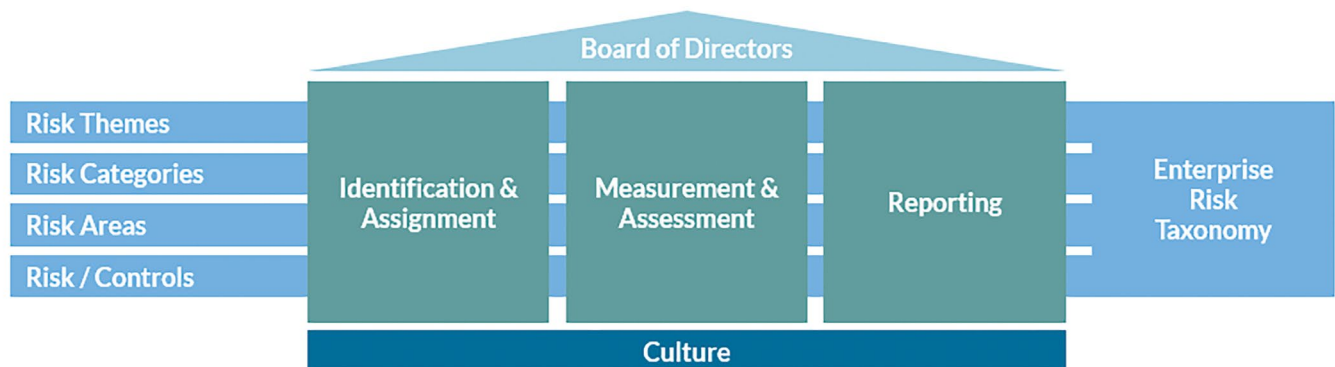 Board of Directors
Risk Themes
Risk Categories
Risk Areas
Risk / Controls
Identification &
Assignment
Measurement &
Assessment
Reporting
Enterprise
Risk
Taxonomy
Culture